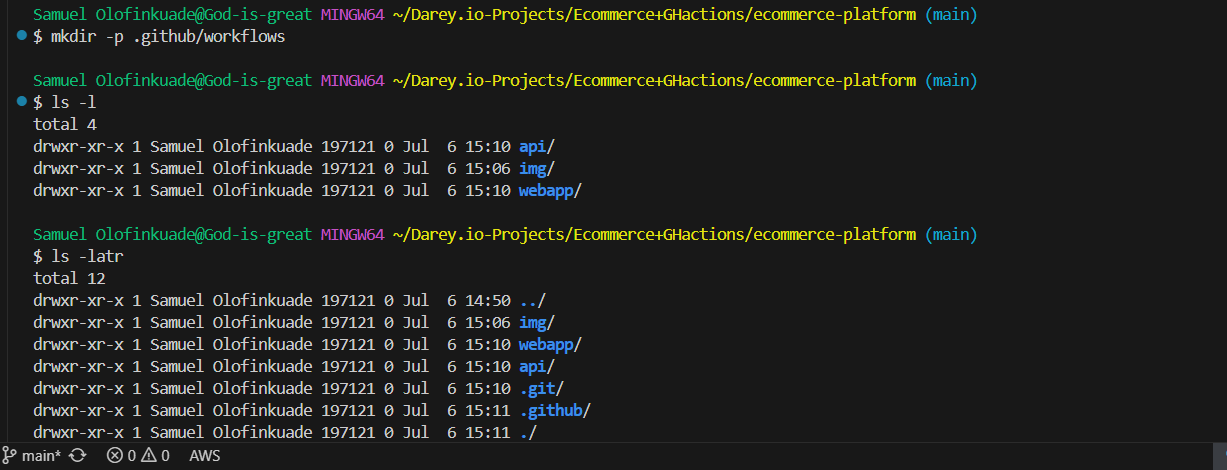 Samuel Olofinkuade@God-is-great MINGW64 ~/Darey.io-Projects/Ecommerce+GHactions/ecommerce-platform (main)
$ mkdir -p .github/workflows
Samuel Olofinkuade@God-is-great MINGW64 ~/Darey.io-Projects/Ecommerce+GHactions/ecommerce-platform (main)
$ ls -l
total 4
drwxr-xr-x 1 Samuel Olofinkuade 197121 0 Jul  6 15:10 api/
drwxr-xr-x 1 Samuel Olofinkuade 197121 0 Jul  6 15:06 img/
drwxr-xr-x 1 Samuel Olofinkuade 197121 0 Jul  6 15:10 webapp/
Samuel Olofinkuade@God-is-great MINGW64 ~/Darey.io-Projects/Ecommerce+GHactions/ecommerce-platform (main)
$ ls -latr
total 12
drwxr-xr-x 1 Samuel Olofinkuade 197121 0 Jul  6 14:50 ../
drwxr-xr-x 1 Samuel Olofinkuade 197121 0 Jul  6 15:06 img/
drwxr-xr-x 1 Samuel Olofinkuade 197121 0 Jul  6 15:10 webapp/
drwxr-xr-x 1 Samuel Olofinkuade 197121 0 Jul  6 15:10 api/
drwxr-xr-x 1 Samuel Olofinkuade 197121 0 Jul  6 15:10 .git/
drwxr-xr-x 1 Samuel Olofinkuade 197121 0 Jul  6 15:11 .github/
drwxr-xr-x 1 Samuel Olofinkuade 197121 0 Jul  6 15:11 ./
main* 0 0 AWS